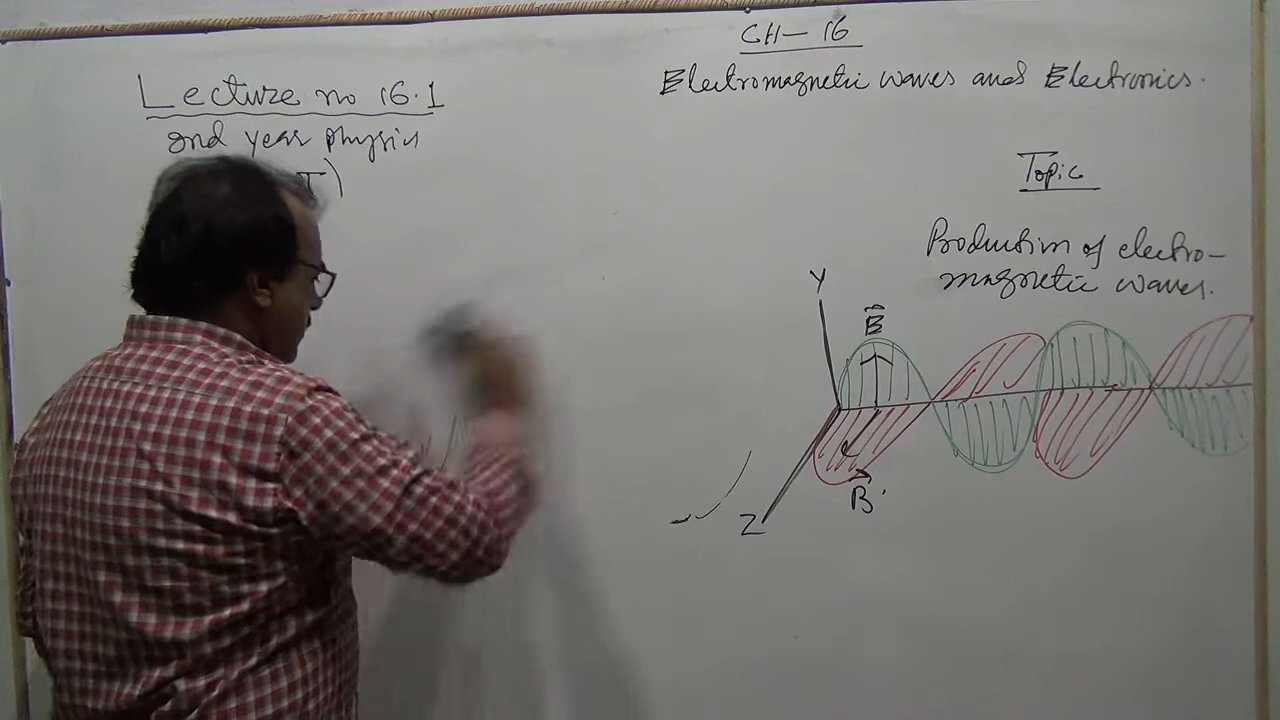 CH - 16
Electromagnetic waves and Electronics.
Lecture no 16.1
2nd year physics
Topic
Production of electro-
magnetic waves.
Y
B
B
Z